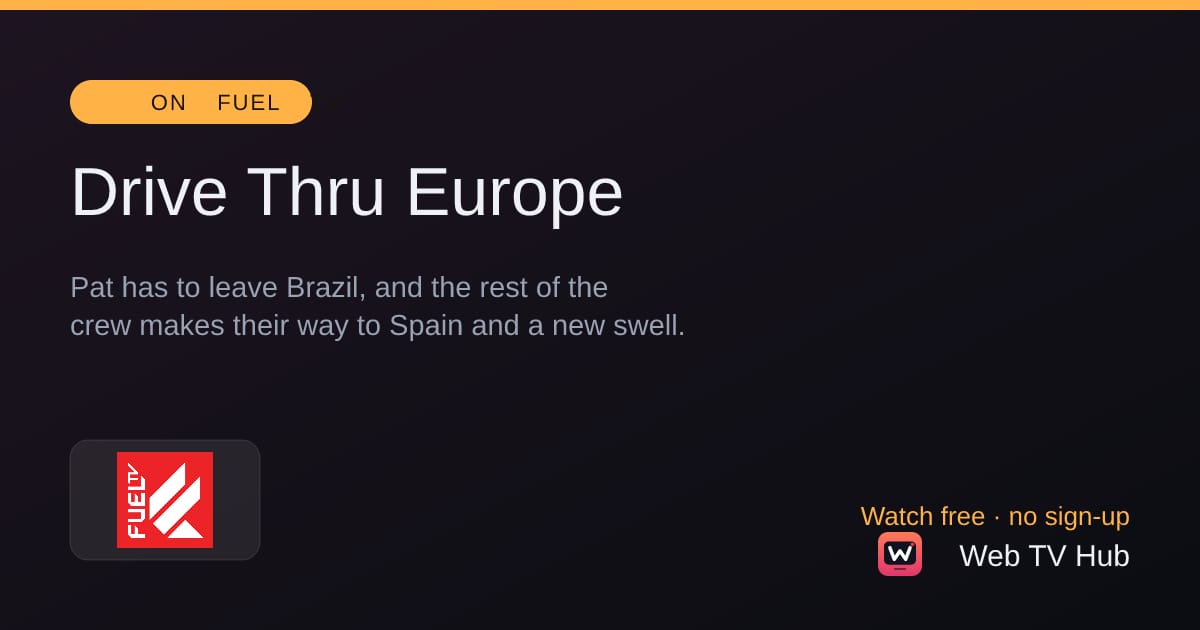 ON FUEL TV
Drive Thru Europe
Pat has to leave Brazil, and the rest of the
crew makes their way to Spain and a new swell.
FUEL TV
Watch free · no sign-up
W
Web TV Hub